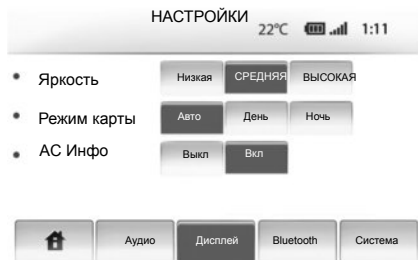 НАСТРОЙКИ
22°C 1:11
Яркость Низкая СРЕДНЯЯ ВЫСОКАЯ
Режим карты Авто День Ночь
АС Инфо Выкл Вкл
Аудио Дисплей Bluetooth Система